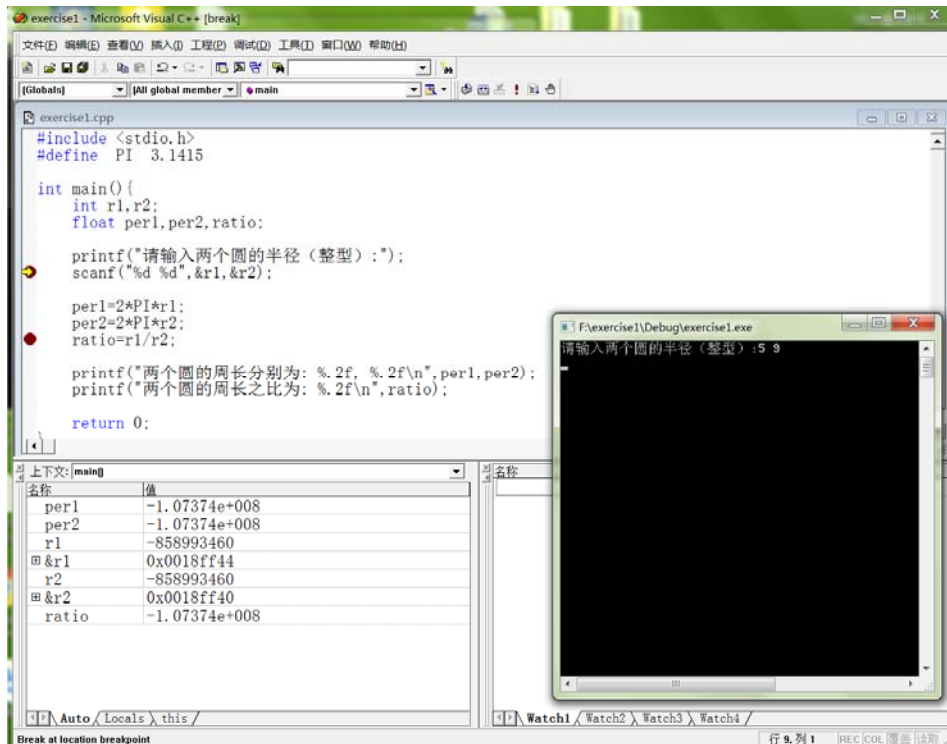 exercise1 - Microsoft Visual C++ [break]
文件(F) 编辑(E) 查看(V) 插入(I) 工程(P) 调试(D) 工具(T) 窗口(W) 帮助(H)
[Globals] [All global member main
exercise1.cpp
#include <stdio.h>
#define PI 3.1415
int main(){
int r1,r2;
float per1,per2,ratio;
printf("请输入两个圆的半径（整型）:");
scanf("%d %d",&r1,&r2);
per1=2*PI*r1;
per2=2*PI*r2;
ratio=r1/r2;
printf("两个圆的周长分别为: %.2f, %.2f\n",per1,per2);
printf("两个圆的周长之比为: %.2f\n",ratio);
return 0;
}
F:\exercise1\Debug\exercise1.exe
请输入两个圆的半径（整型）:5 9
上下文: main()
名称 值
per1 -1.07374e+008
per2 -1.07374e+008
r1 -858993460
&r1 0x0018ff44
r2 -858993460
&r2 0x0018ff40
ratio -1.07374e+008
名称
Auto Locals this
Watch1 Watch2 Watch3 Watch4
Break at location breakpoint
行 9, 列 1 REC COL 覆盖 读取